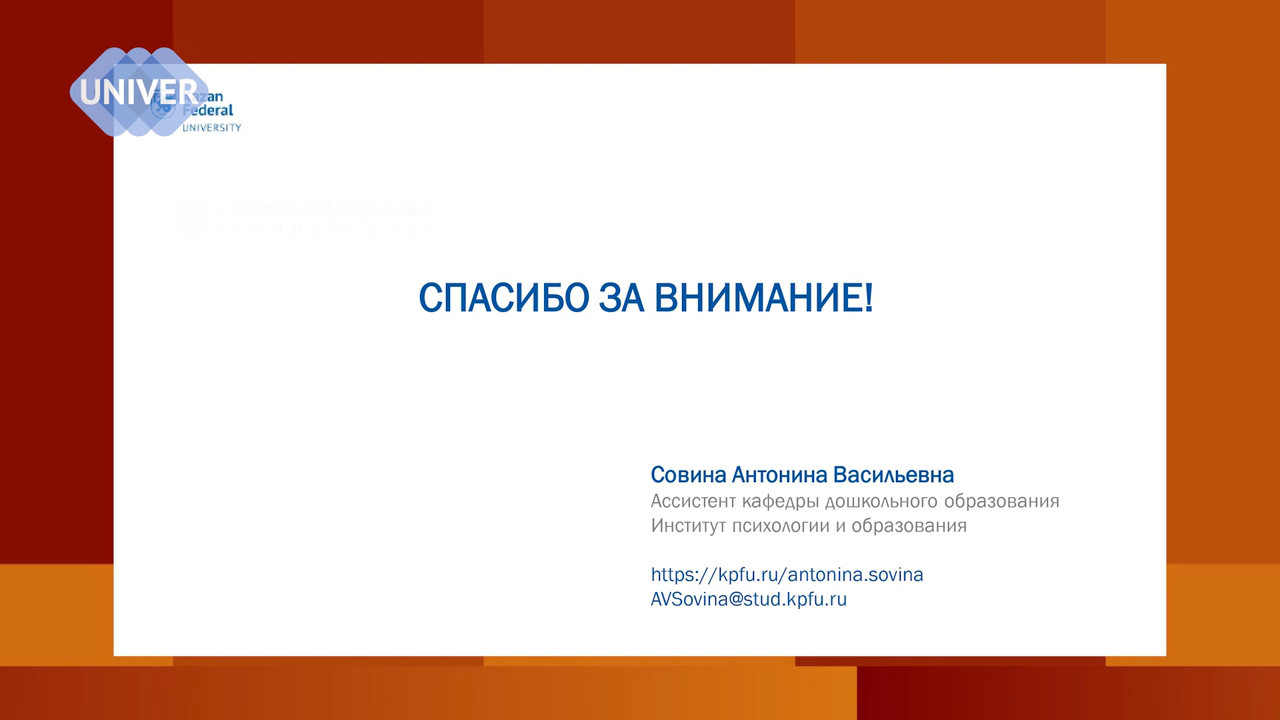 UNIVER
Federal
UNIVERSITY
СПАСИБО ЗА ВНИМАНИЕ!
Совина Антонина Васильевна
Ассистент кафедры дошкольного образования
Институт психологии и образования
https://kpfu.ru/antonina.sovina
AVSovina@stud.kpfu.ru